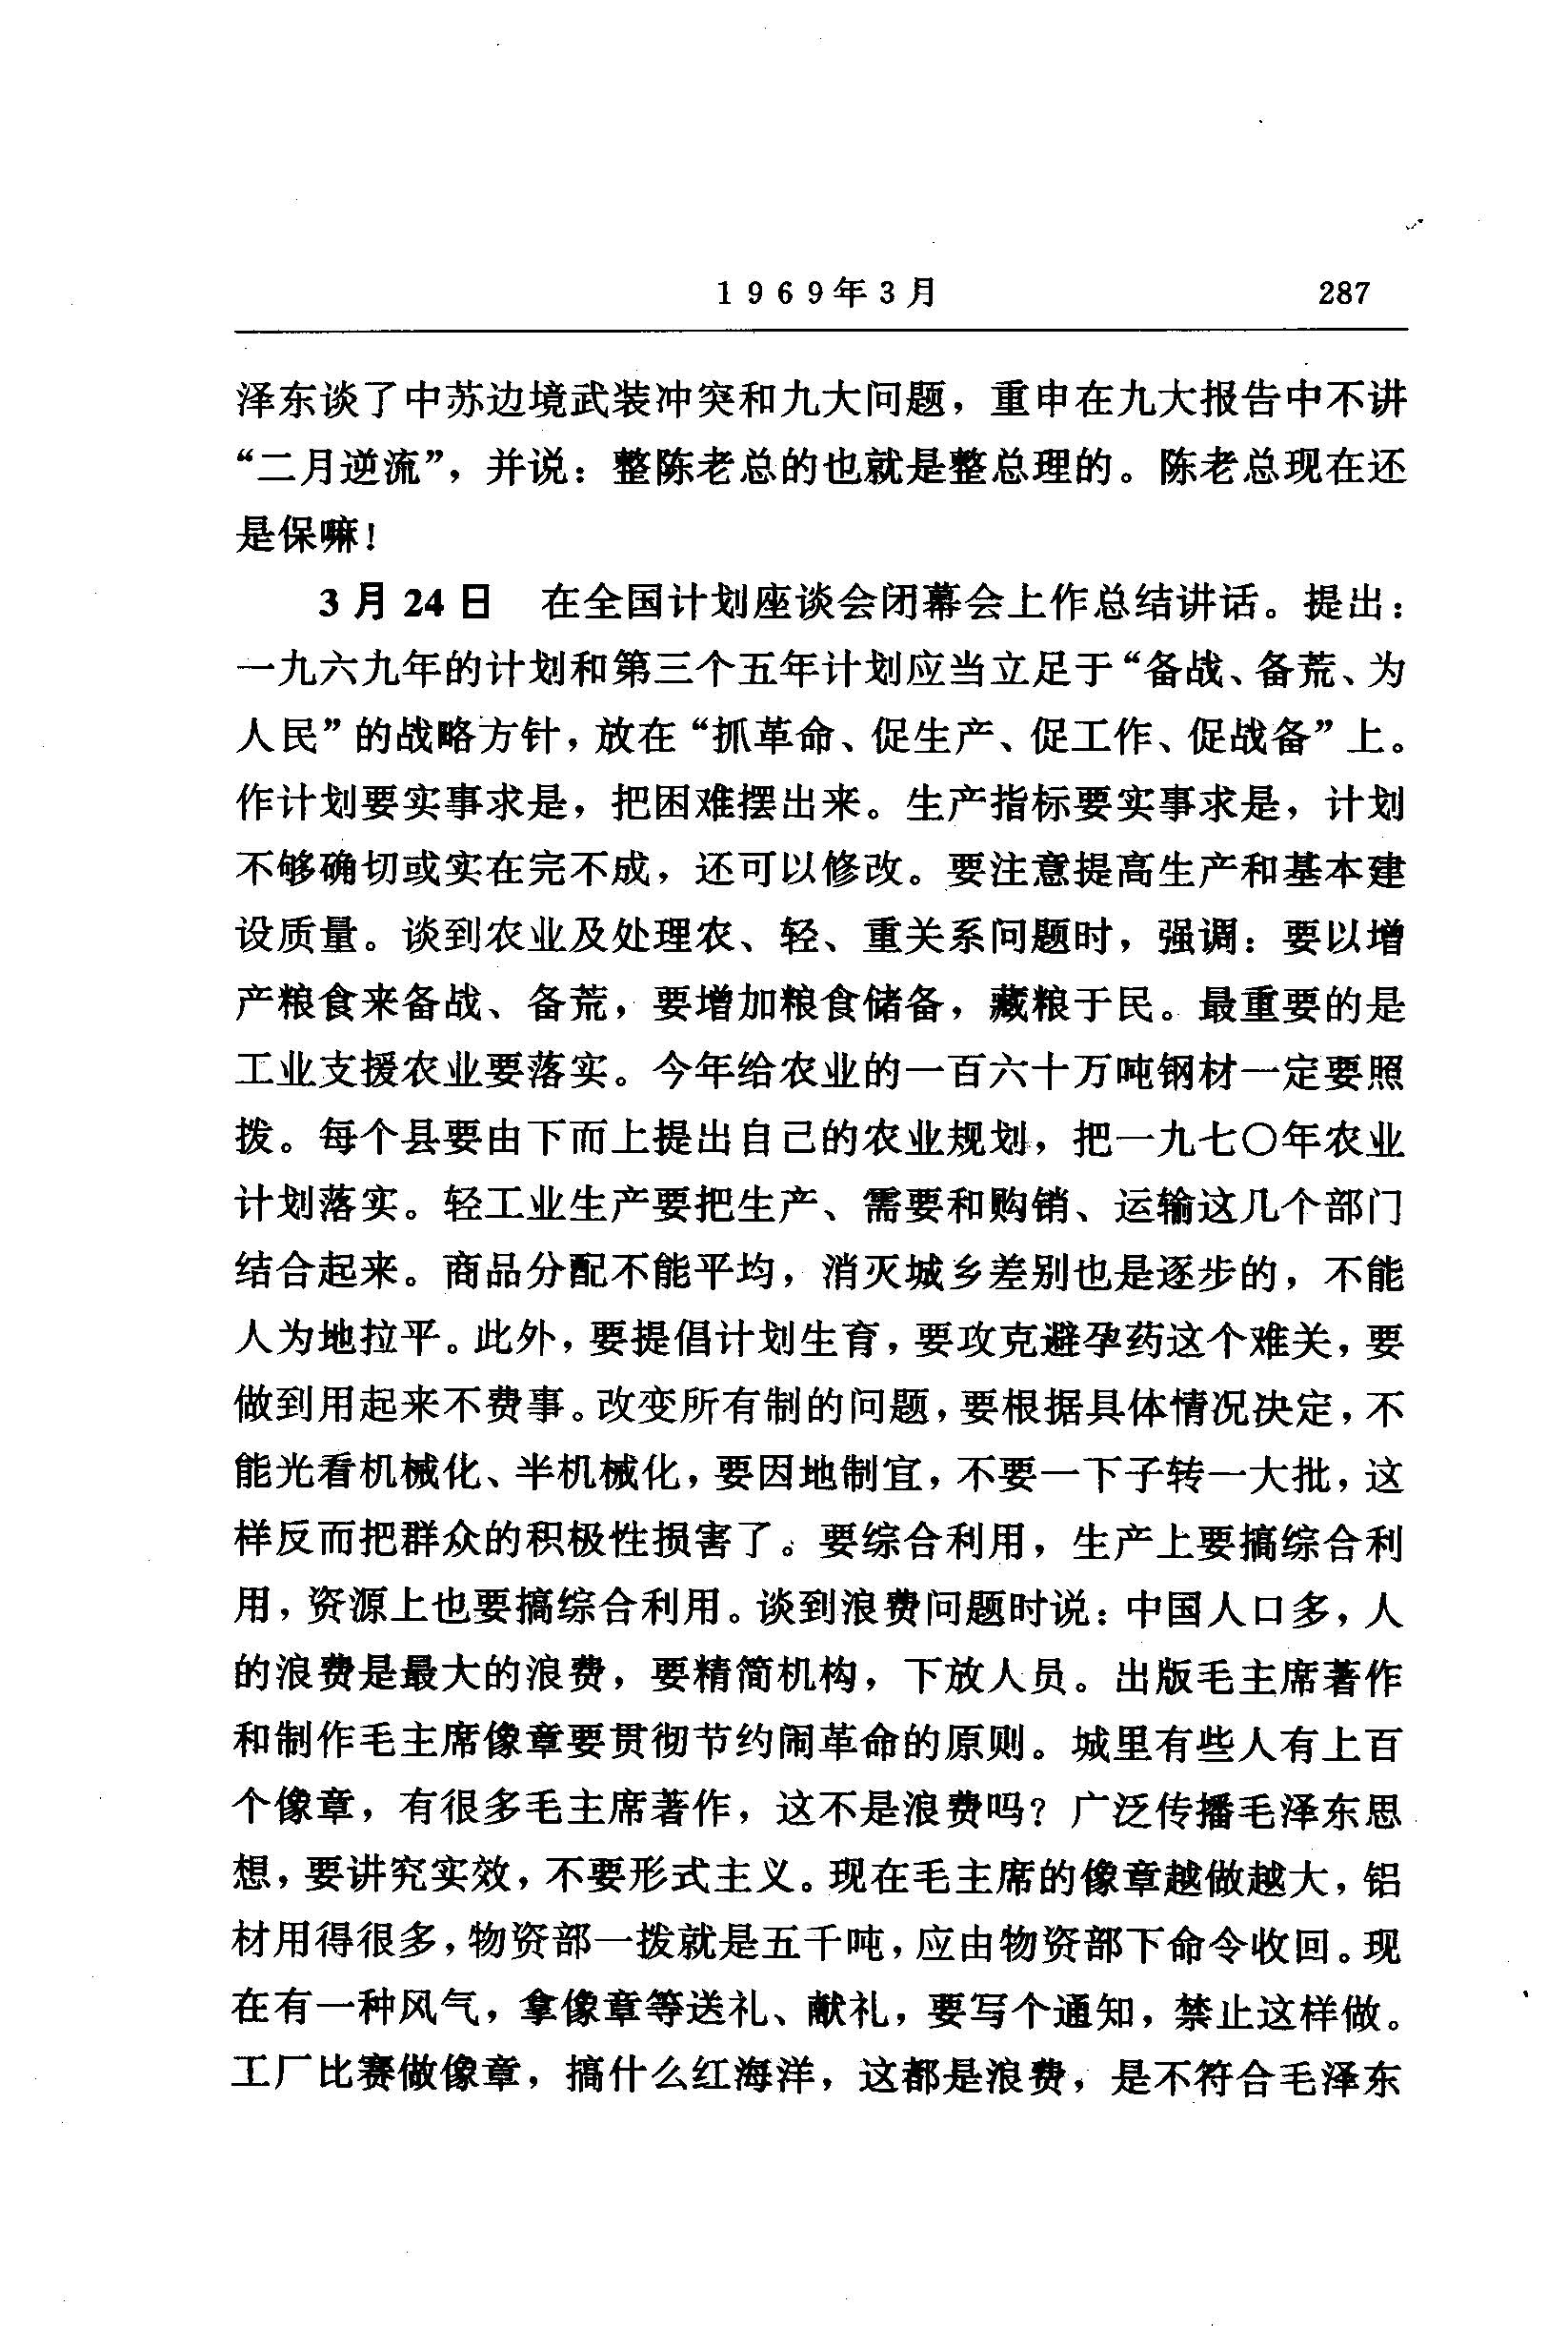 1969年3月 287
泽东谈了中苏边境武装冲突和九大问题，重申在九大报告中不讲
“二月逆流”，并说：整陈老总的也就是整总理的。陈老总现在还
是保嘛！
3月24日 在全国计划座谈会闭幕会上作总结讲话。提出：
一九六九年的计划和第三个五年计划应当立足于“备战、备荒、为
人民”的战略方针，放在“抓革命、促生产、促工作、促战备”上。
作计划要实事求是，把困难摆出来。生产指标要实事求是，计划
不够确切或实在完不成，还可以修改。要注意提高生产和基本建
设质量。谈到农业及处理农、轻、重关系问题时，强调：要以增
产粮食来备战、备荒，要增加粮食储备，藏粮于民。最重要的是
工业支援农业要落实。今年给农业的一百六十万吨钢材一定要照
拨。每个县要由下而上提出自己的农业规划，把一九七〇年农业
计划落实。轻工业生产要把生产、需要和购销、运输这几个部门
结合起来。商品分配不能平均，消灭城乡差别也是逐步的，不能
人为地拉平。此外，要提倡计划生育，要攻克避孕药这个难关，要
做到用起来不费事。改变所有制的问题，要根据具体情况决定，不
能光看机械化、半机械化，要因地制宜，不要一下子转一大批，这
样反而把群众的积极性损害了。要综合利用，生产上要搞综合利
用，资源上也要搞综合利用。谈到浪费问题时说：中国人口多，人
的浪费是最大的浪费，要精简机构，下放人员。出版毛主席著作
和制作毛主席像章要贯彻节约闹革命的原则。城里有些人有上百
个像章，有很多毛主席著作，这不是浪费吗？广泛传播毛泽东思
想，要讲究实效，不要形式主义。现在毛主席的像章越做越大，铝
材用得很多，物资部一拨就是五千吨，应由物资部下命令收回。现
在有一种风气，拿像章等送礼、献礼，要写个通知，禁止这样做。
工厂比赛做像章，搞什么红海洋，这都是浪费，是不符合毛泽东